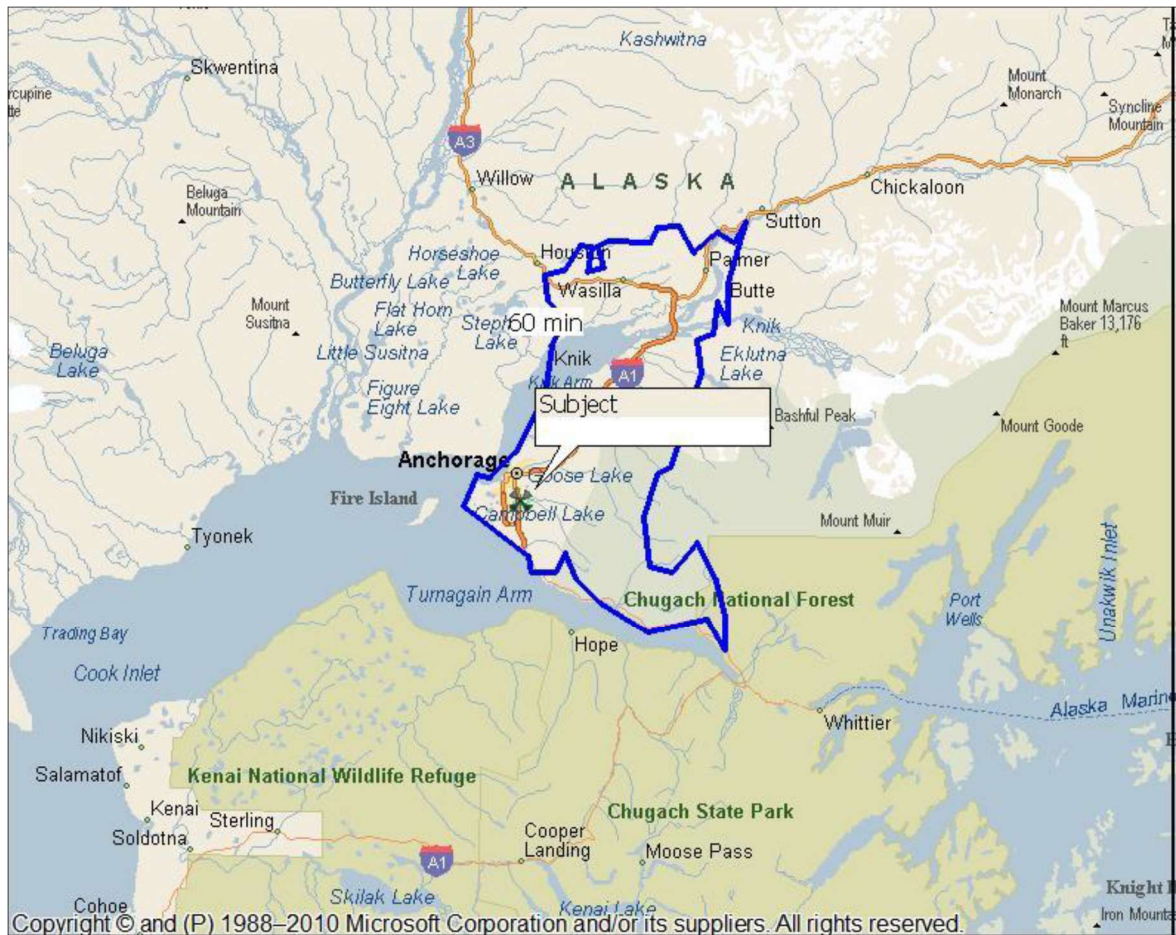 Kashwitna
Skwentina
Mount
Monarch
Syncline
Mountain
A3
Willow
ALASKA
Chickaloon
Beluga
Mountain
Sutton
Horseshoe
Lake
Houston
Palmer
Butterfly Lake
Wasilla
Butte
Mount
Susitna
Flat Horn
Lake
Lake
60 min
Knik
Mount Marcus
Baker 13,176
ft
Beluga
Lake
Little Susitna
Knik
Knik Arm
Eklutna
Lake
A1
Figure
Eight Lake
Subject
Bashful Peak
Mount Goode
Anchorage
Goose Lake
Fire Island
Campbell Lake
Mount Muir
Tyonek
Unakwik Inlet
Turnagain Arm
Chugach National Forest
Port
Wells
Trading Bay
Hope
Cook Inlet
Whittier
Alaska Marine
Nikiski
Salamatof
Kenai National Wildlife Refuge
Kenai
Sterling
Chugach State Park
Soldotna
A1
Cooper
Landing
Moose Pass
Skilak Lake
Kenai Lake
Knight
Cohoe
Iron Mounta
Copyright © and (P) 1988–2010 Microsoft Corporation and/or its suppliers. All rights reserved.